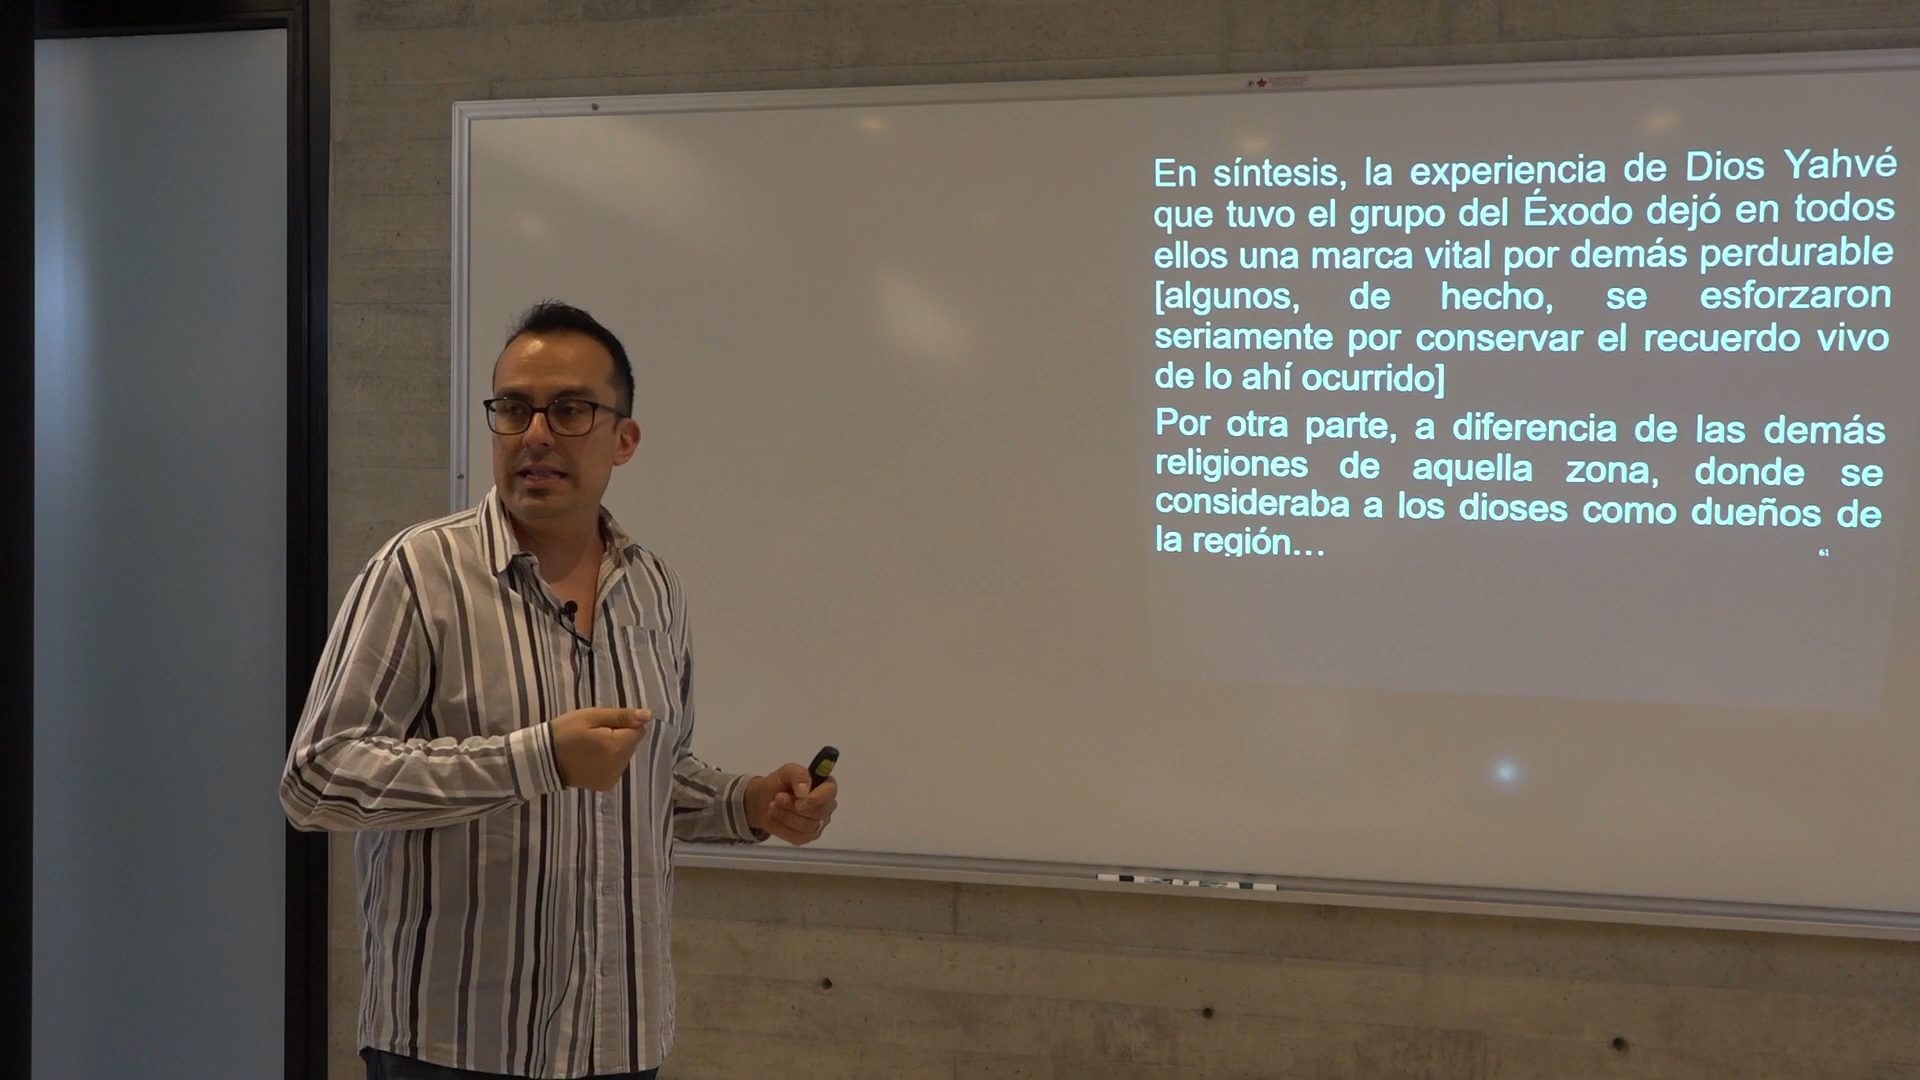 En síntesis, la experiencia de Dios Yahvé
que tuvo el grupo del Éxodo dejó en todos
ellos una marca vital por demás perdurable
[algunos, de hecho, se esforzaron
seriamente por conservar el recuerdo vivo
de lo ahí ocurrido]
Por otra parte, a diferencia de las demás
religiones de aquella zona, donde se
consideraba a los dioses como dueños de
la región...
61